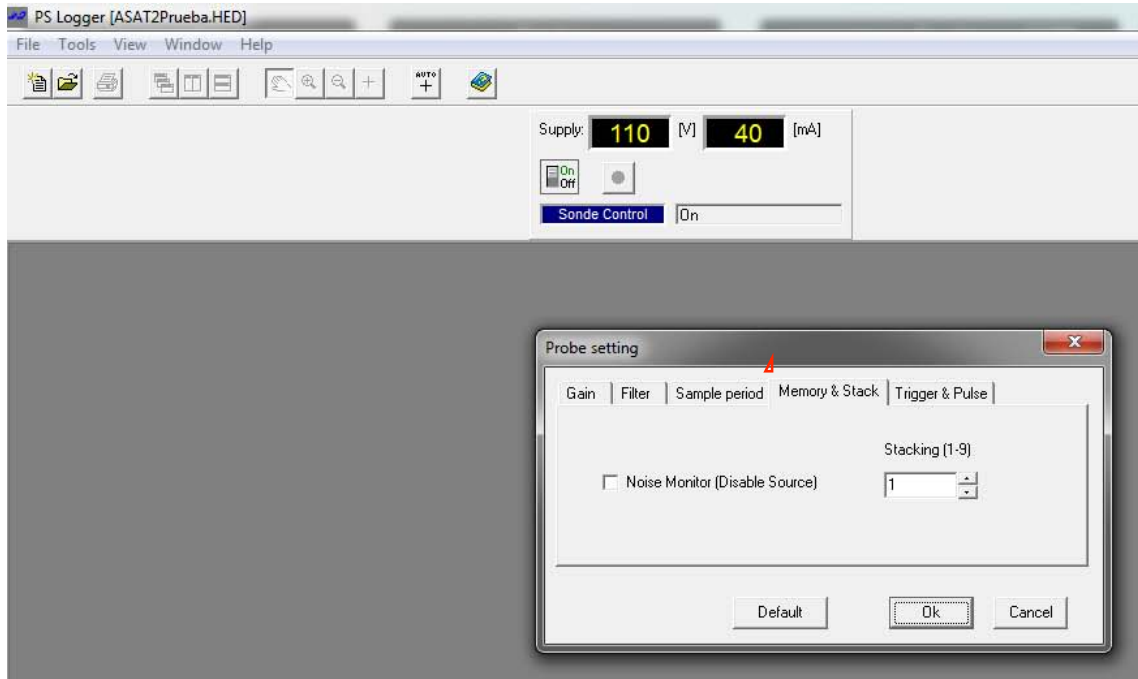 PS Logger [ASAT2Prueba.HED]
File Tools View Window Help
AUTO
Supply: 110 [V] 40 [mA]
On
Off
Sonde Control On
Probe setting
Gain Filter Sample period Memory & Stack Trigger & Pulse
Stacking (1-9)
Noise Monitor (Disable Source) 1
Default Ok Cancel